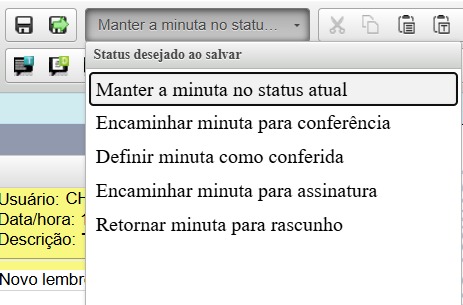 Manter a minuta no statu...
Status desejado ao salvar
Manter a minuta no status atual
Encaminhar minuta para conferência
Definir minuta como conferida
Encaminhar minuta para assinatura
Retornar minuta para rascunho
Usuário: CH
Data/hora: 1
Descrição:
Novo lembre